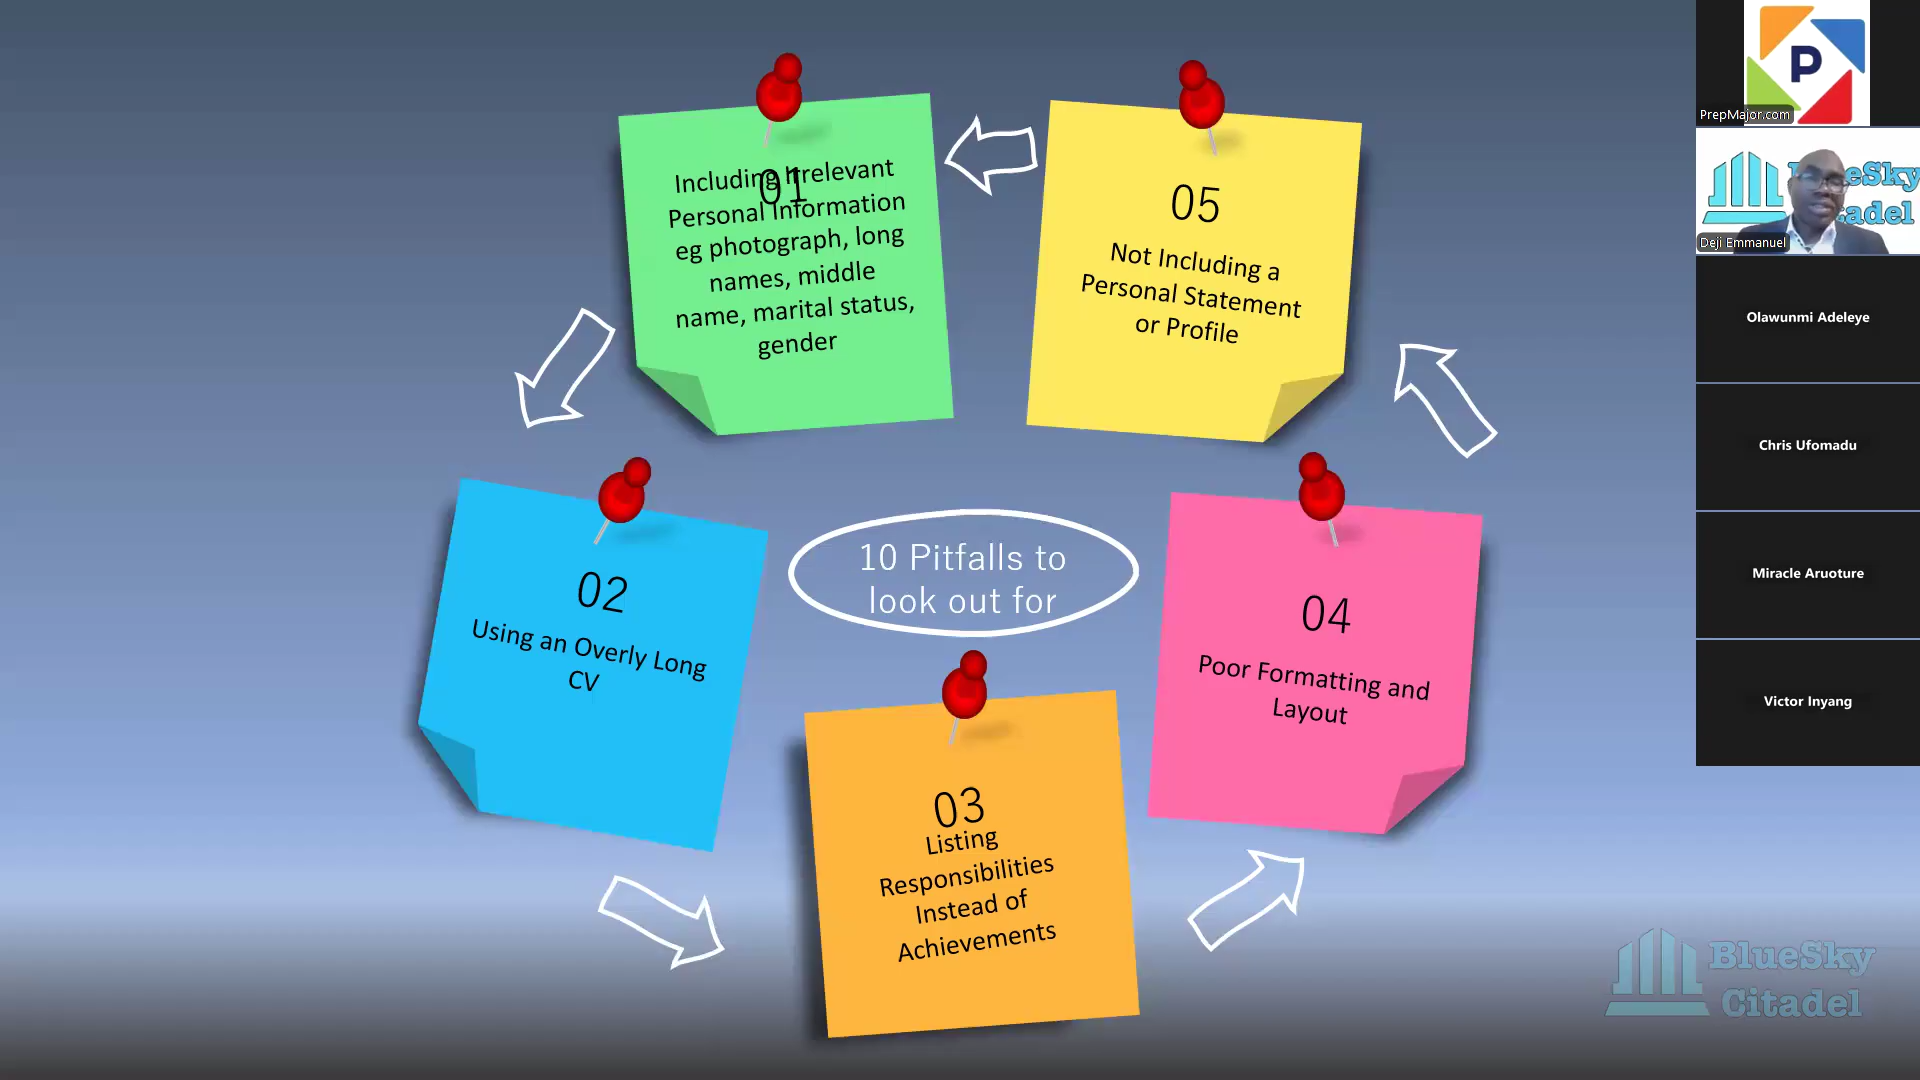 01
Including Irrelevant
Personal Information
eg photograph, long
names, middle
name, marital status,
gender
02
Using an Overly Long
CV
03
Listing
Responsibilities
Instead of
Achievements
04
Poor Formatting and
Layout
05
Not Including a
Personal Statement
or Profile
10 Pitfalls to
look out for
P
PrepMajor.com
BlueSky
Citadel
Deji Emmanuel
Olawunmi Adeleye
Chris Ufomadu
Miracle Aruoture
Victor Inyang
BlueSky
Citadel